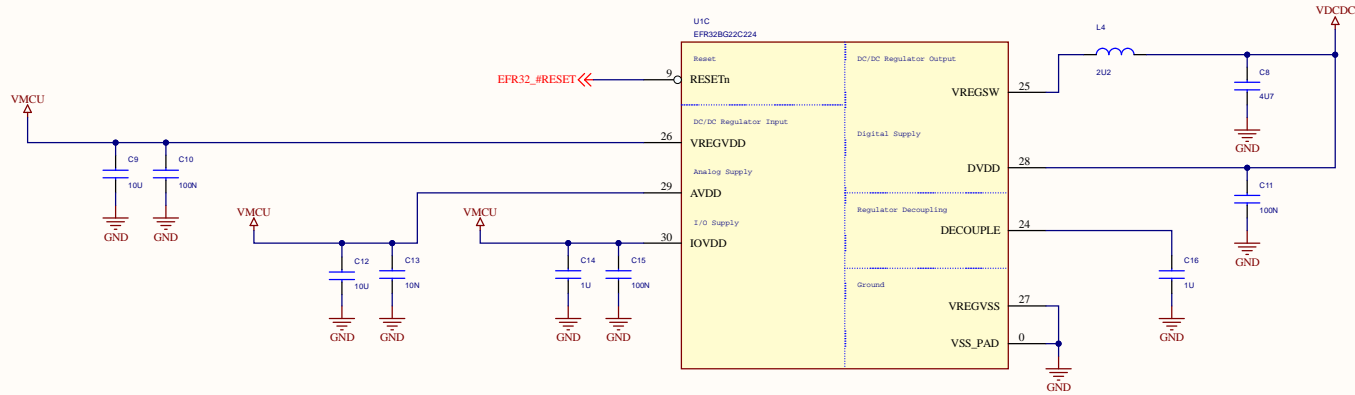 U1C
EFR32BG22C224
VDCDC
L4
2U2
Reset
DC/DC Regulator Output
EFR32_#RESET
9
RESETn
VREGSW
25
C8
4U7
GND
VMCU
DC/DC Regulator Input
26
VREGVDD
Digital Supply
C9
10U
C10
100N
GND
GND
Analog Supply
29
AVDD
DVDD
28
C11
100N
GND
VMCU
VMCU
I/O Supply
30
IOVDD
Regulator Decoupling
DECOUPLE
24
C12
10U
C13
10N
C14
1U
C15
100N
C16
1U
GND
GND
GND
GND
GND
Ground
VREGVSS
27
VSS_PAD
0
GND